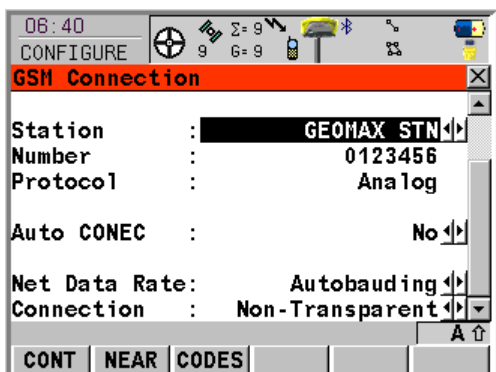 06:40
CONFIGURE
9
Σ= 9
G= 9
GSM Connection
Station : GEOMAX STN
Number : 0123456
Protocol : Analog
Auto CONEC : No
Net Data Rate: Autobauding
Connection : Non-Transparent
A
CONT NEAR CODES